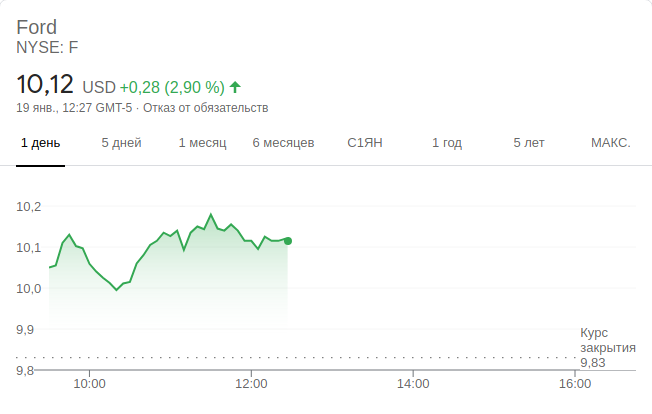 Ford
NYSE: F
10,12 USD +0,28 (2,90 %)
19 янв., 12:27 GMT-5 · Отказ от обязательств
1 день 5 дней 1 месяц 6 месяцев С1ЯН 1 год 5 лет МАКС.
10,2
10,1
10,0
9,9
Курс
закрытия
9,83
9,8
10:00 12:00 14:00 16:00